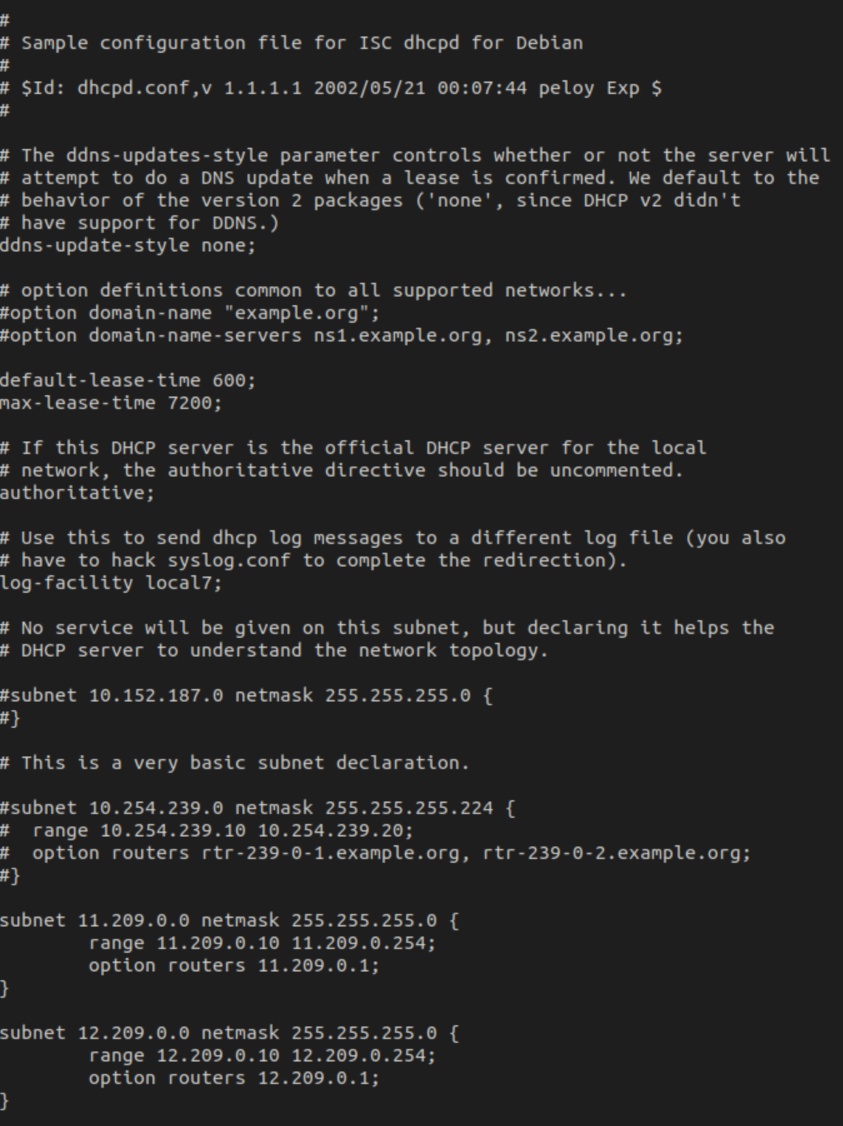 #
# Sample configuration file for ISC dhcpd for Debian
#
# $Id: dhcpd.conf,v 1.1.1.1 2002/05/21 00:07:44 peloy Exp $
#

# The ddns-updates-style parameter controls whether or not the server will
# attempt to do a DNS update when a lease is confirmed. We default to the
# behavior of the version 2 packages ('none', since DHCP v2 didn't
# have support for DDNS.)
ddns-update-style none;

# option definitions common to all supported networks...
#option domain-name "example.org";
#option domain-name-servers ns1.example.org, ns2.example.org;

default-lease-time 600;
max-lease-time 7200;

# If this DHCP server is the official DHCP server for the local
# network, the authoritative directive should be uncommented.
authoritative;

# Use this to send dhcp log messages to a different log file (you also
# have to hack syslog.conf to complete the redirection).
log-facility local7;

# No service will be given on this subnet, but declaring it helps the
# DHCP server to understand the network topology.

#subnet 10.152.187.0 netmask 255.255.255.0 {
#}

# This is a very basic subnet declaration.

#subnet 10.254.239.0 netmask 255.255.255.224 {
#  range 10.254.239.10 10.254.239.20;
#  option routers rtr-239-0-1.example.org, rtr-239-0-2.example.org;
#}

subnet 11.209.0.0 netmask 255.255.255.0 {
        range 11.209.0.10 11.209.0.254;
        option routers 11.209.0.1;
}

subnet 12.209.0.0 netmask 255.255.255.0 {
        range 12.209.0.10 12.209.0.254;
        option routers 12.209.0.1;
}